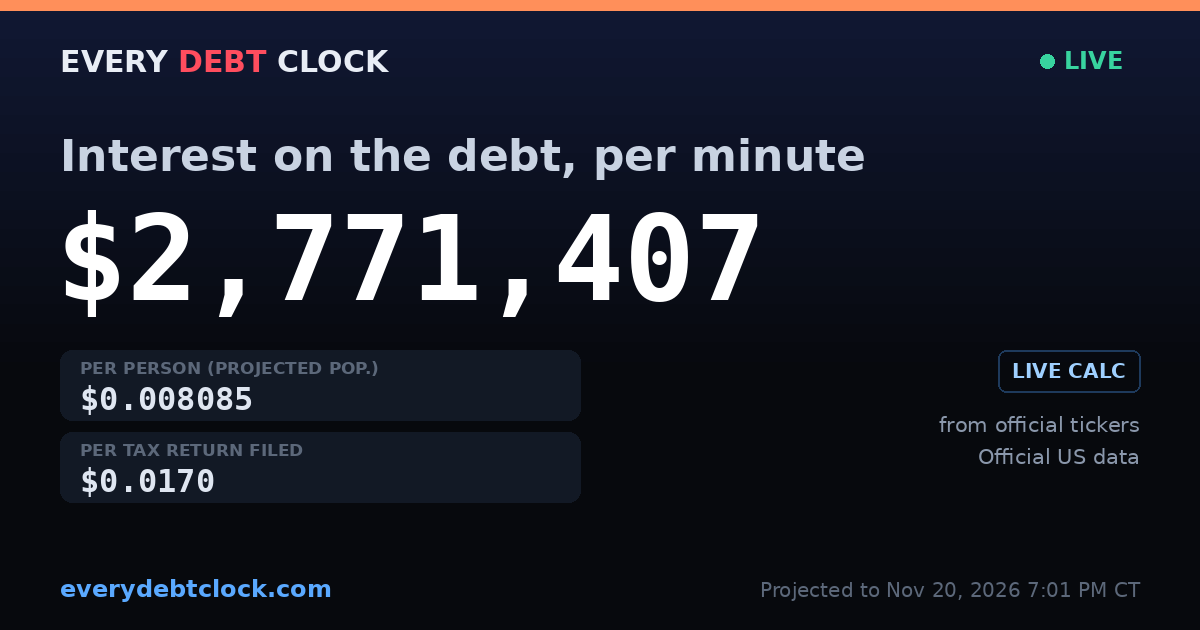 EVERY DEBT CLOCK
LIVE
Interest on the debt, per minute
$2,771,407
PER PERSON (PROJECTED POP.)
$0.008085
PER TAX RETURN FILED
$0.0170
LIVE CALC
from official tickers
Official US data
everydebtclock.com
Projected to Nov 20, 2026 7:01 PM CT